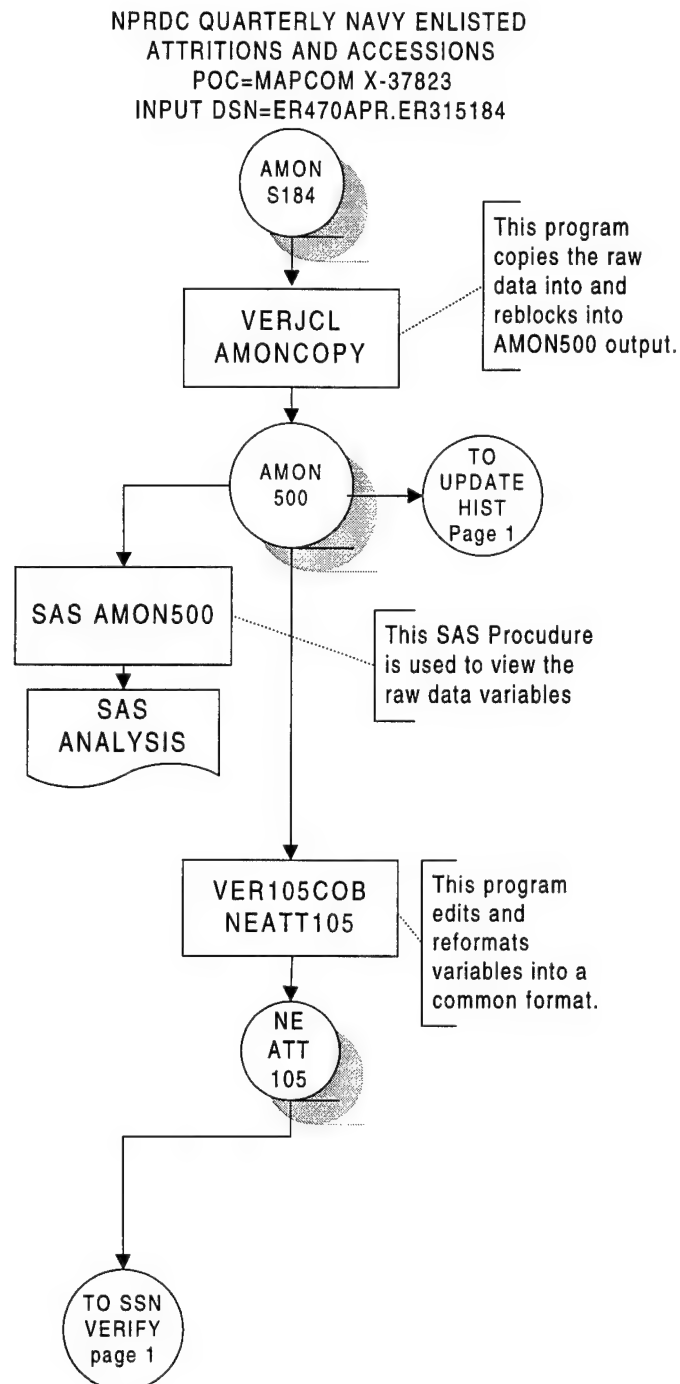 NPRDC QUARTERLY NAVY ENLISTED
ATTRITIONS AND ACCESSIONS
POC=MAPCOM X-37823
INPUT DSN=ER470APR.ER315184
AMON
S184
This program
copies the raw
data into and
reblocks into
AMON500 output.
VERJCL
AMONCOPY
AMON
500
TO
UPDATE
HIST
Page 1
SAS AMON500
This SAS Procudure
is used to view the
raw data variables
SAS
ANALYSIS
VER105COB
NEATT105
This program
edits and
reformats
variables into a
common format.
NE
ATT
105
TO SSN
VERIFY
page 1